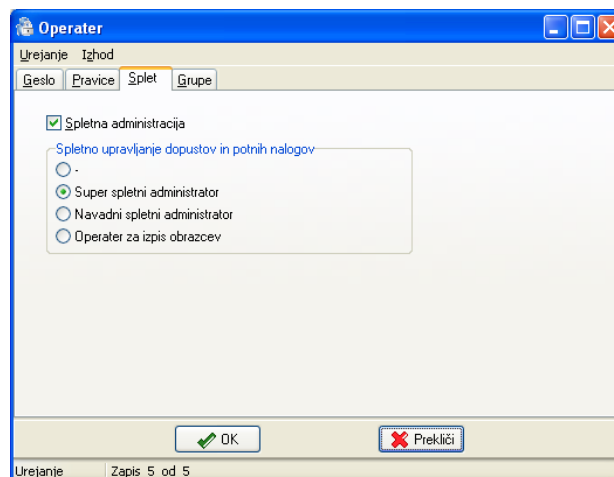 Operater
Urejanje Izhod
Geslo Pravice Splet Grupe
Spletna administracija
Spletno upravljanje dopustov in potnih nalogov
-
Super spletni administrator
Navadni spletni administrator
Operater za izpis obrazcev
OK Prekliči
Urejanje Zapis 5 od 5